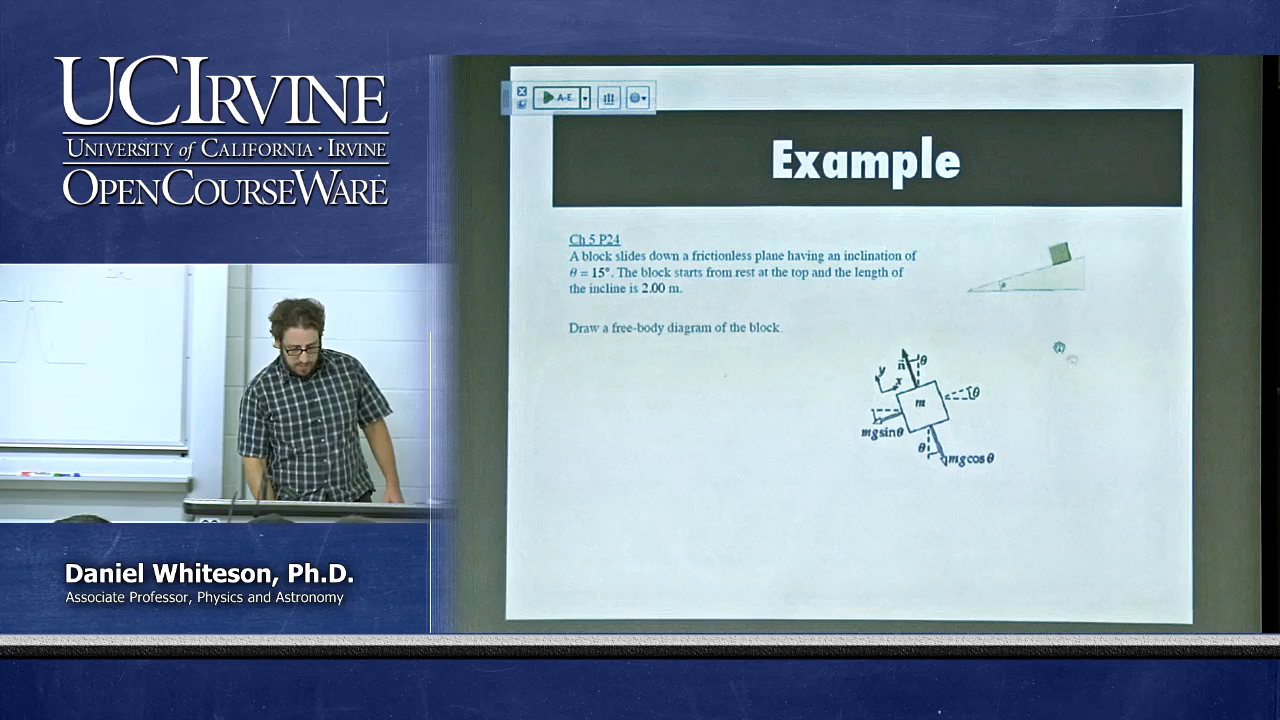 UCIRVINE
UNIVERSITY of CALIFORNIA · IRVINE
OPENCOURSEWARE
A-E
Example
Ch 5 P24
A block slides down a frictionless plane having an inclination of
θ = 15°. The block starts from rest at the top and the length of
the incline is 2.00 m.
θ
Draw a free-body diagram of the block.
n θ
y
x
m
θ
mg sin θ
θ
mg cos θ
Daniel Whiteson, Ph.D.
Associate Professor, Physics and Astronomy